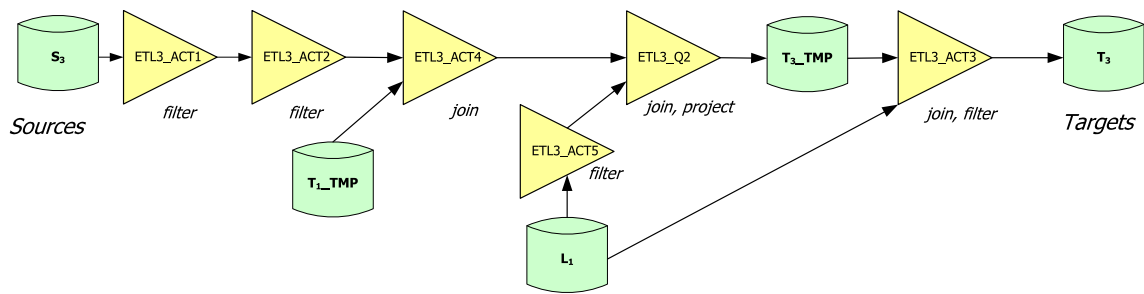 S₃
ETL3_ACT1
ETL3_ACT2
ETL3_ACT4
ETL3_Q2
T₃_TMP
ETL3_ACT3
T₃
filter
filter
join
join, project
join, filter
Sources
Targets
ETL3_ACT5
filter
T₁_TMP
L₁